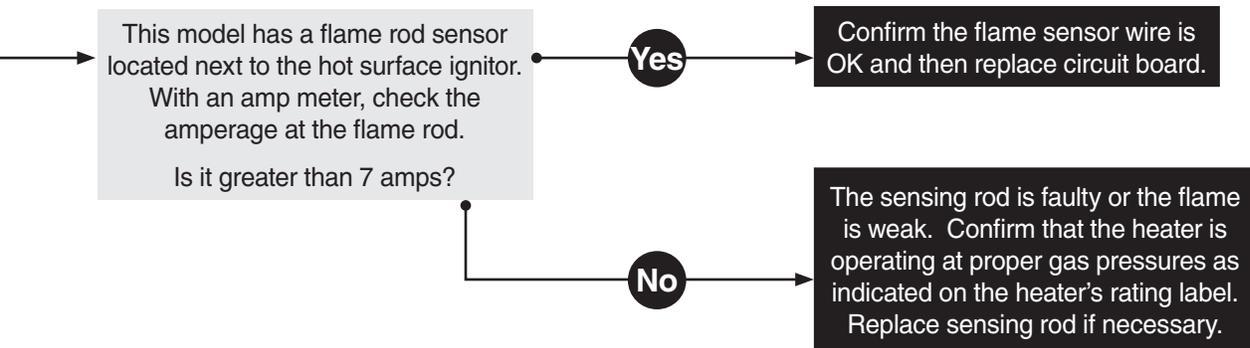 This model has a flame rod sensor
located next to the hot surface ignitor.
With an amp meter, check the
amperage at the flame rod.
Is it greater than 7 amps?
Yes
Confirm the flame sensor wire is
OK and then replace circuit board.
No
The sensing rod is faulty or the flame
is weak.  Confirm that the heater is
operating at proper gas pressures as
indicated on the heater’s rating label.
Replace sensing rod if necessary.